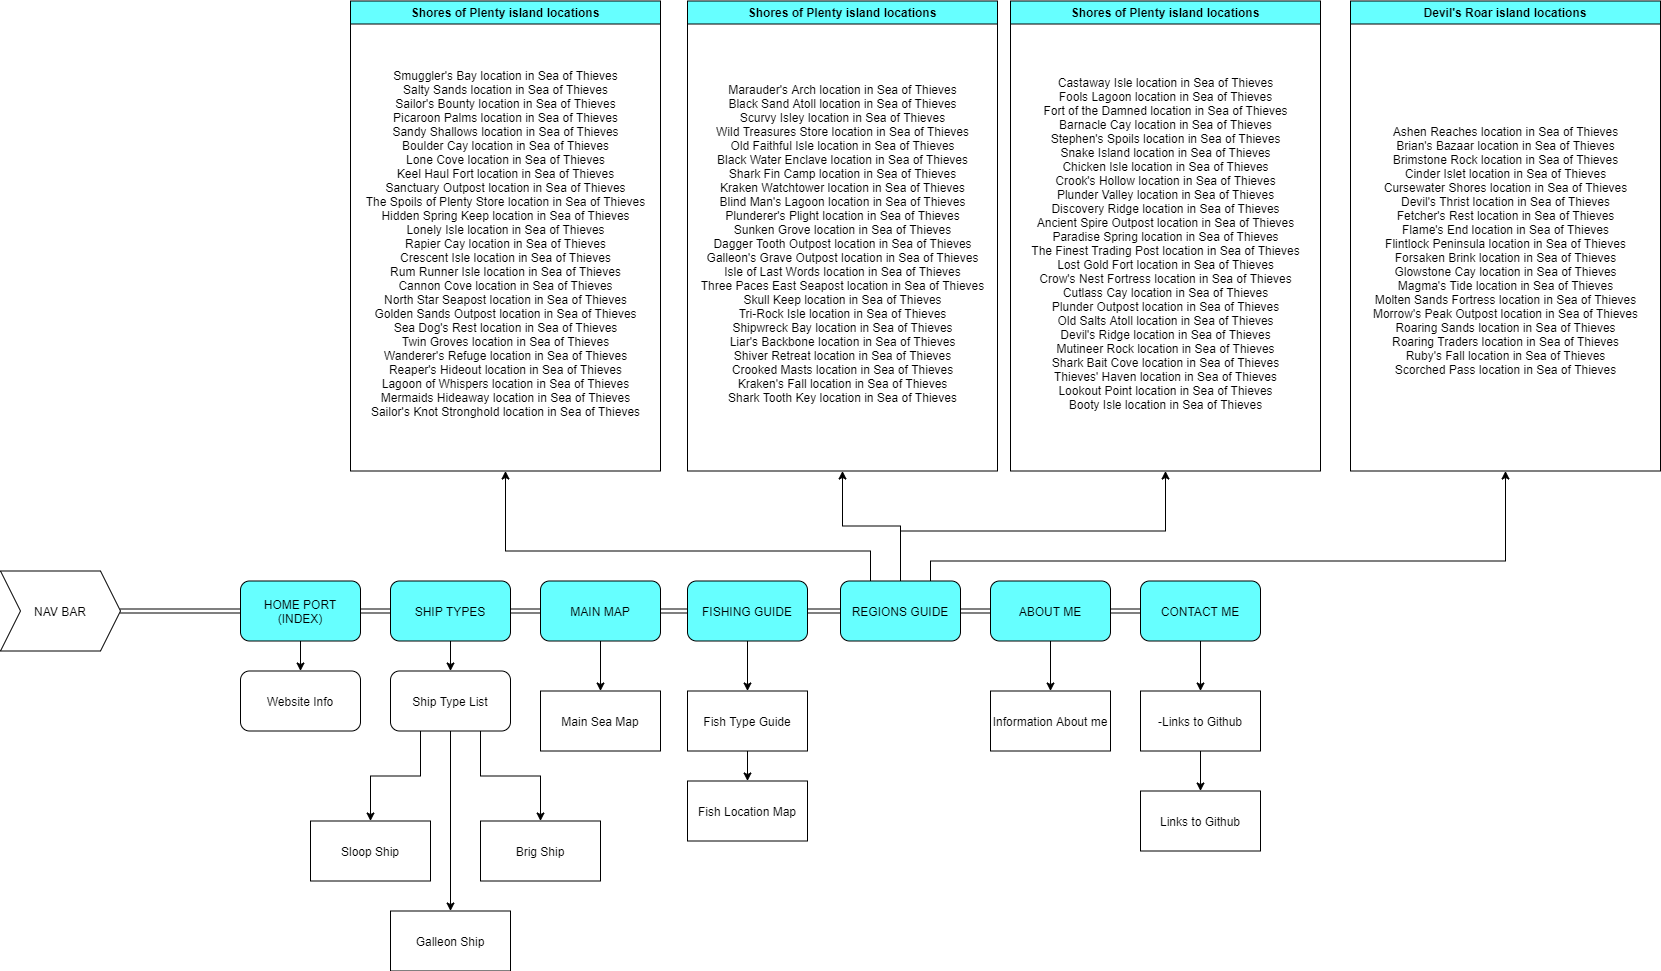 Shores of Plenty island locations
Smuggler's Bay location in Sea of Thieves
Salty Sands location in Sea of Thieves
Sailor's Bounty location in Sea of Thieves
Picaroon Palms location in Sea of Thieves
Sandy Shallows location in Sea of Thieves
Boulder Cay location in Sea of Thieves
Lone Cove location in Sea of Thieves
Keel Haul Fort location in Sea of Thieves
Sanctuary Outpost location in Sea of Thieves
The Spoils of Plenty Store location in Sea of Thieves
Hidden Spring Keep location in Sea of Thieves
Lonely Isle location in Sea of Thieves
Rapier Cay location in Sea of Thieves
Crescent Isle location in Sea of Thieves
Rum Runner Isle location in Sea of Thieves
Cannon Cove location in Sea of Thieves
North Star Seapost location in Sea of Thieves
Golden Sands Outpost location in Sea of Thieves
Sea Dog's Rest location in Sea of Thieves
Twin Groves location in Sea of Thieves
Wanderer's Refuge location in Sea of Thieves
Reaper's Hideout location in Sea of Thieves
Lagoon of Whispers location in Sea of Thieves
Mermaids Hideaway location in Sea of Thieves
Sailor's Knot Stronghold location in Sea of Thieves
Shores of Plenty island locations
Marauder's Arch location in Sea of Thieves
Black Sand Atoll location in Sea of Thieves
Scurvy Isley location in Sea of Thieves
Wild Treasures Store location in Sea of Thieves
Old Faithful Isle location in Sea of Thieves
Black Water Enclave location in Sea of Thieves
Shark Fin Camp location in Sea of Thieves
Kraken Watchtower location in Sea of Thieves
Blind Man's Lagoon location in Sea of Thieves
Plunderer's Plight location in Sea of Thieves
Sunken Grove location in Sea of Thieves
Dagger Tooth Outpost location in Sea of Thieves
Galleon's Grave Outpost location in Sea of Thieves
Isle of Last Words location in Sea of Thieves
Three Paces East Seapost location in Sea of Thieves
Skull Keep location in Sea of Thieves
Tri-Rock Isle location in Sea of Thieves
Shipwreck Bay location in Sea of Thieves
Liar's Backbone location in Sea of Thieves
Shiver Retreat location in Sea of Thieves
Crooked Masts location in Sea of Thieves
Kraken's Fall location in Sea of Thieves
Shark Tooth Key location in Sea of Thieves
Shores of Plenty island locations
Castaway Isle location in Sea of Thieves
Fools Lagoon location in Sea of Thieves
Fort of the Damned location in Sea of Thieves
Barnacle Cay location in Sea of Thieves
Stephen's Spoils location in Sea of Thieves
Snake Island location in Sea of Thieves
Chicken Isle location in Sea of Thieves
Crook's Hollow location in Sea of Thieves
Plunder Valley location in Sea of Thieves
Discovery Ridge location in Sea of Thieves
Ancient Spire Outpost location in Sea of Thieves
Paradise Spring location in Sea of Thieves
The Finest Trading Post location in Sea of Thieves
Lost Gold Fort location in Sea of Thieves
Crow's Nest Fortress location in Sea of Thieves
Cutlass Cay location in Sea of Thieves
Plunder Outpost location in Sea of Thieves
Old Salts Atoll location in Sea of Thieves
Devil's Ridge location in Sea of Thieves
Mutineer Rock location in Sea of Thieves
Shark Bait Cove location in Sea of Thieves
Thieves' Haven location in Sea of Thieves
Lookout Point location in Sea of Thieves
Booty Isle location in Sea of Thieves
Devil's Roar island locations
Ashen Reaches location in Sea of Thieves
Brian's Bazaar location in Sea of Thieves
Brimstone Rock location in Sea of Thieves
Cinder Islet location in Sea of Thieves
Cursewater Shores location in Sea of Thieves
Devil's Thrist location in Sea of Thieves
Fetcher's Rest location in Sea of Thieves
Flame's End location in Sea of Thieves
Flintlock Peninsula location in Sea of Thieves
Forsaken Brink location in Sea of Thieves
Glowstone Cay location in Sea of Thieves
Magma's Tide location in Sea of Thieves
Molten Sands Fortress location in Sea of Thieves
Morrow's Peak Outpost location in Sea of Thieves
Roaring Sands location in Sea of Thieves
Roaring Traders location in Sea of Thieves
Ruby's Fall location in Sea of Thieves
Scorched Pass location in Sea of Thieves
NAV BAR
HOME PORT
(INDEX)
SHIP TYPES
MAIN MAP
FISHING GUIDE
REGIONS GUIDE
ABOUT ME
CONTACT ME
Website Info
Ship Type List
Main Sea Map
Fish Type Guide
Information About me
-Links to Github
Fish Location Map
Links to Github
Sloop Ship
Brig Ship
Galleon Ship